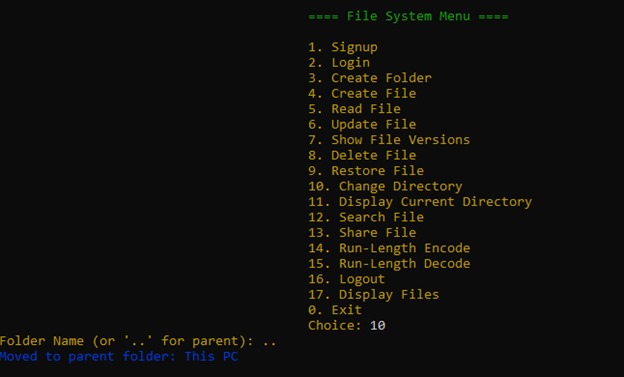 ==== File System Menu ====
1. Signup
2. Login
3. Create Folder
4. Create File
5. Read File
6. Update File
7. Show File Versions
8. Delete File
9. Restore File
10. Change Directory
11. Display Current Directory
12. Search File
13. Share File
14. Run-Length Encode
15. Run-Length Decode
16. Logout
17. Display Files
0. Exit
Choice: 10
Folder Name (or '..' for parent): ..
Moved to parent folder: This PC